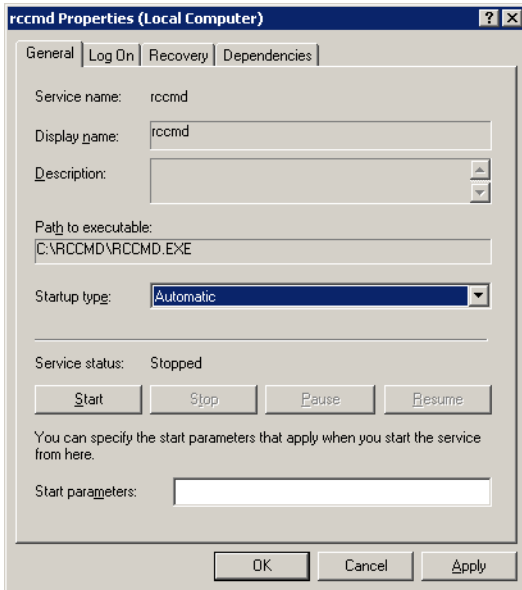 rccmd Properties (Local Computer)
General Log On Recovery Dependencies
Service name: rccmd
Display name: rccmd
Description:
Path to executable:
C:\RCCMD\RCCMD.EXE
Startup type: Automatic
Service status: Stopped
Start Stop Pause Resume
You can specify the start parameters that apply when you start the service
from here.
Start parameters:
OK Cancel Apply